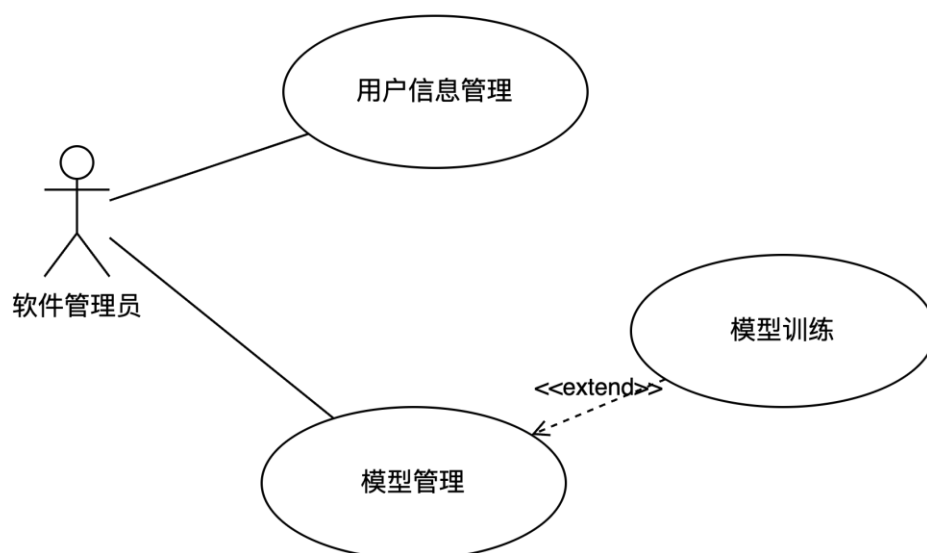 用户信息管理
软件管理员
模型训练
<<extend>>
模型管理